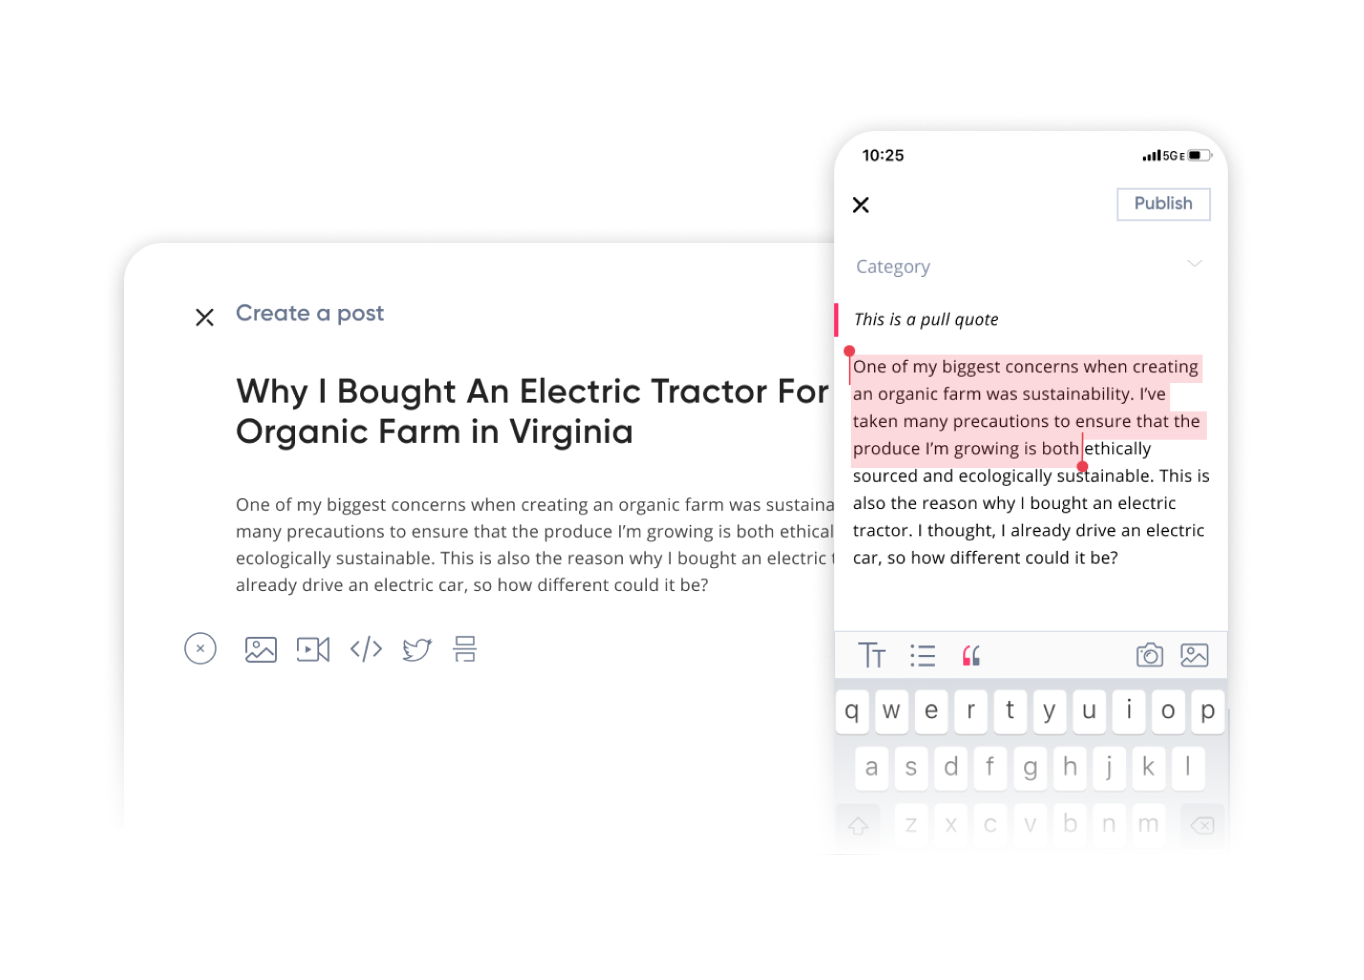 Create a post
Why I Bought An Electric Tractor For
Organic Farm in Virginia
One of my biggest concerns when creating an organic farm was sustaina
many precautions to ensure that the produce I’m growing is both ethical
ecologically sustainable. This is also the reason why I bought an electric
already drive an electric car, so how different could it be?
10:25
5GE
Publish
Category
This is a pull quote
One of my biggest concerns when creating
an organic farm was sustainability. I’ve
taken many precautions to ensure that the
produce I’m growing is both ethically
sourced and ecologically sustainable. This is
also the reason why I bought an electric
tractor. I thought, I already drive an electric
car, so how different could it be?
TT
q w e r t y u i o p
a s d f g h j k l
z x c v b n m